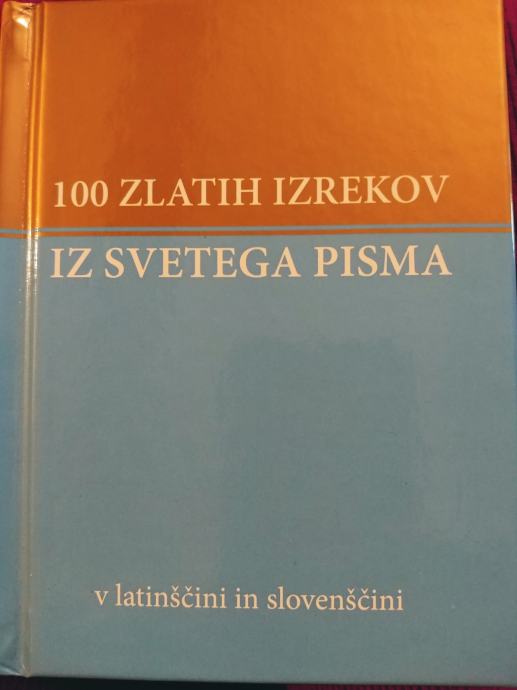 100 ZLATIH IZREKOV
IZ SVETEGA PISMA
v latinščini in slovenščini